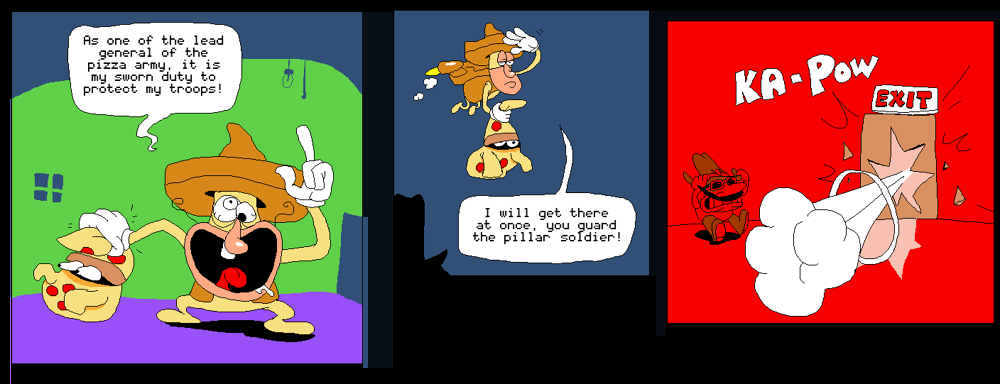 As one of the lead
general of the
pizza army, it is
my sworn duty to
protect my troops!
I will get there
at once, you guard
the pillar soldier!
KA-POW
EXIT